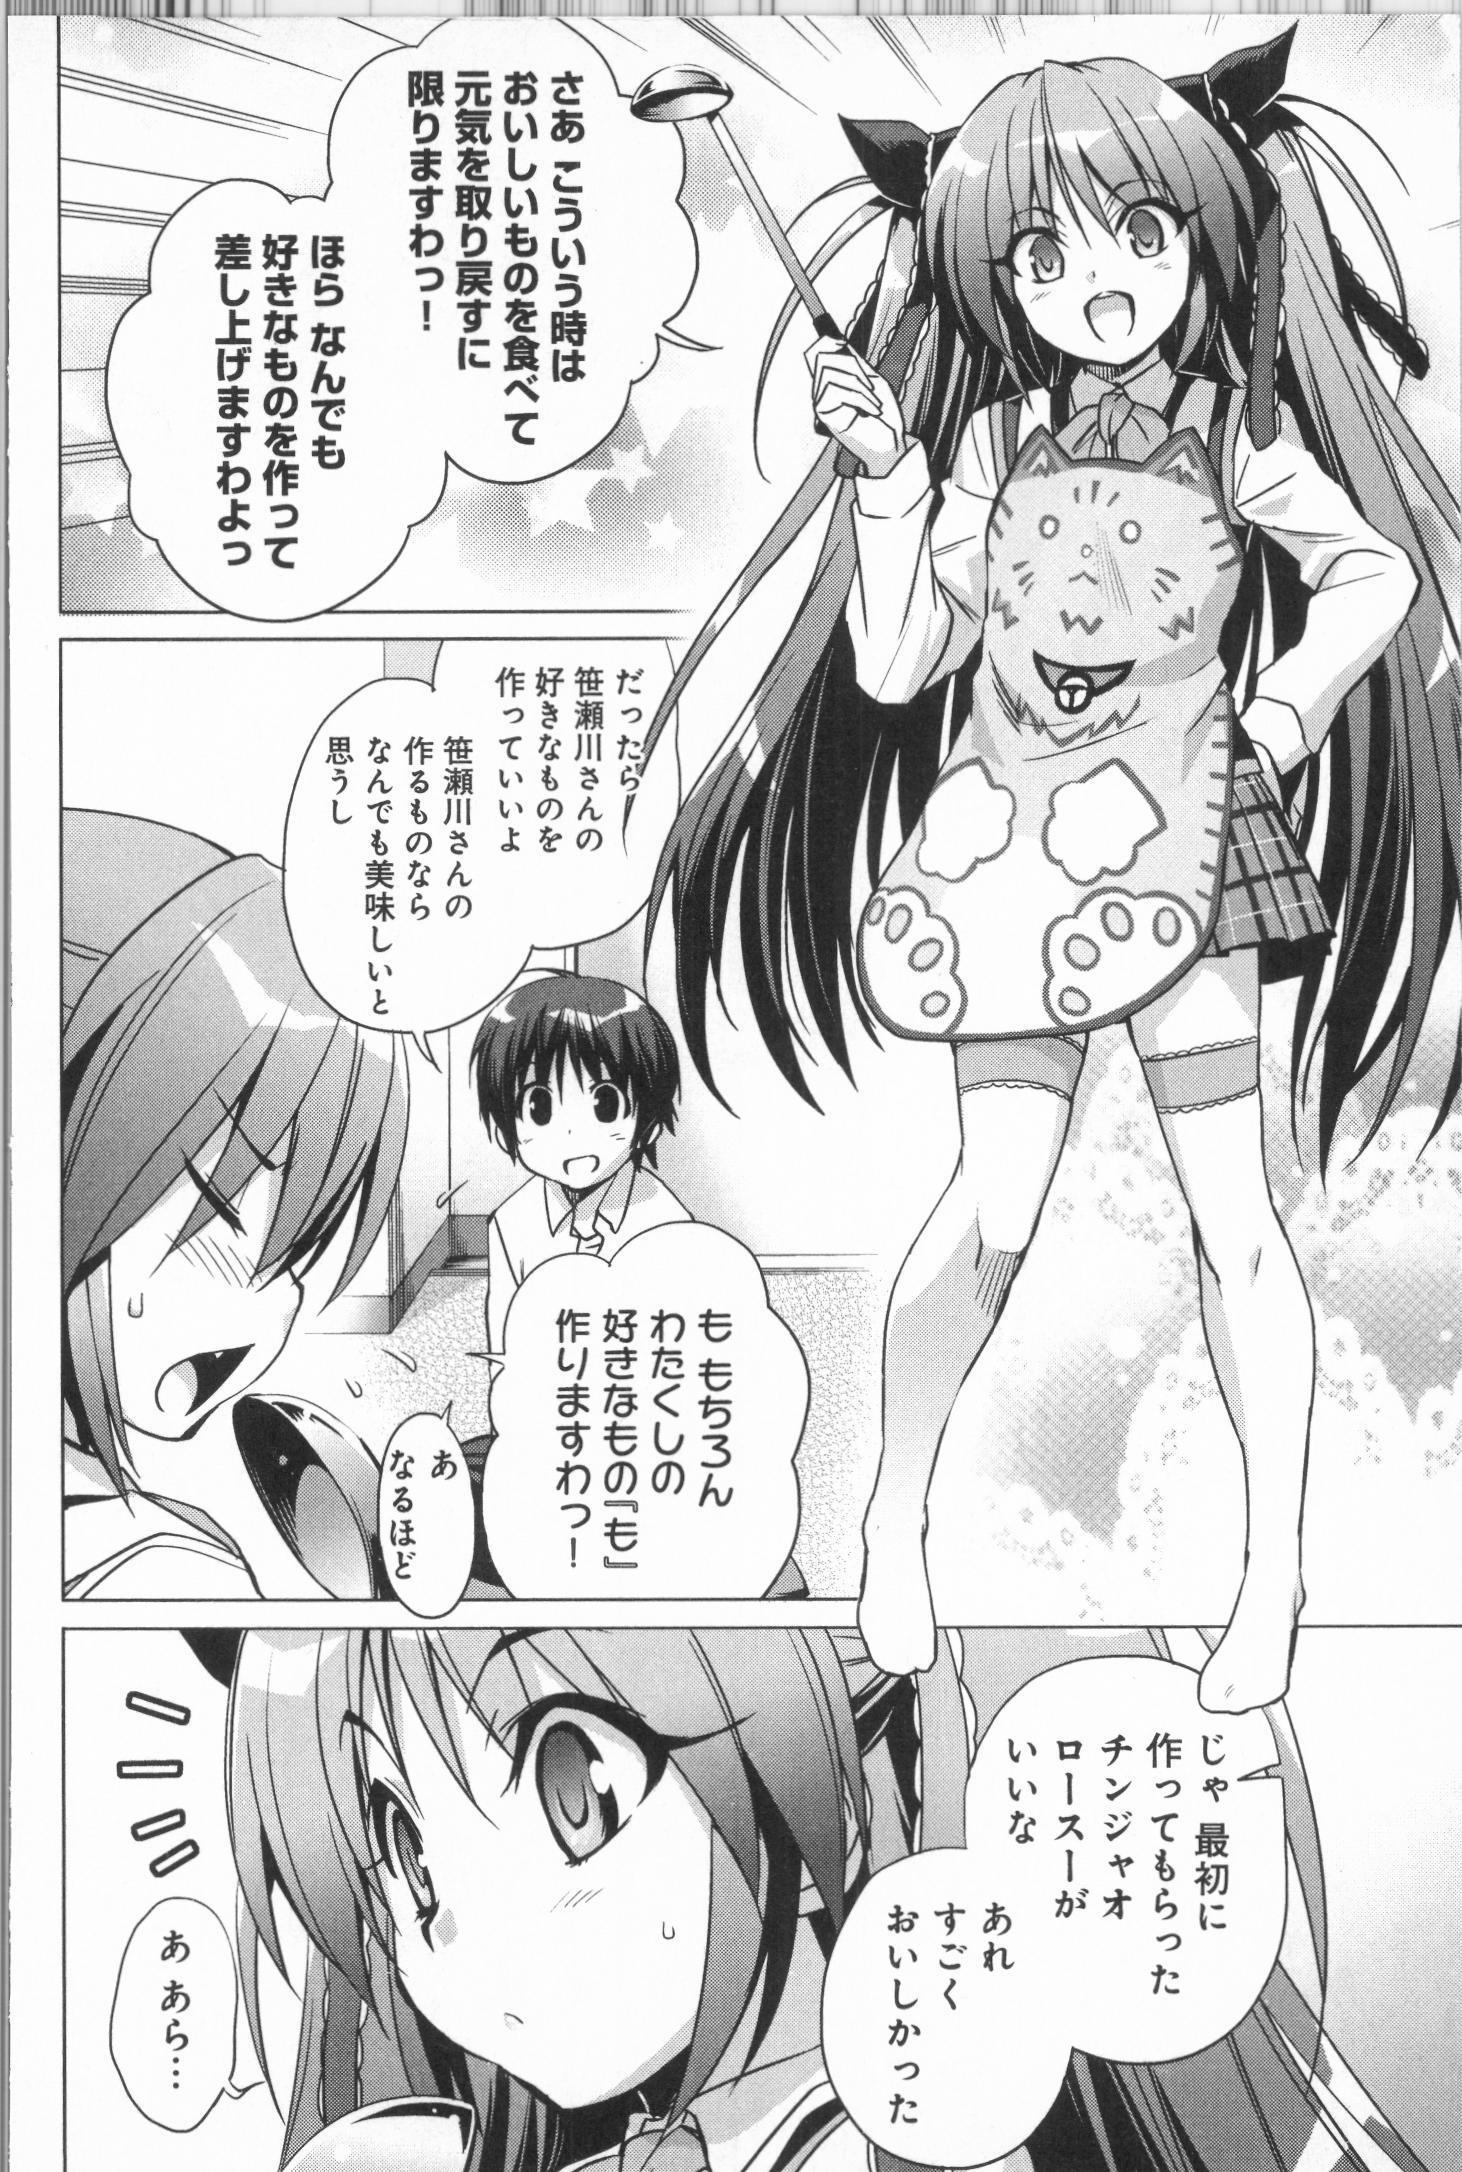 さあ こういう時は
おいしいものを食べて
元気を取り戻すに
限りますわっ！
ほら なんでも
好きなものを作って
差し上げますわよっ
だったら
笹瀬川さんの
好きなものを
作っていいよ
笹瀬川さんの
作るものなら
なんでも美味しいと
思うし
も もちろん
わたくしの
好きなもの『も』
作りますわっ！
あ
なるほど
じゃ 最初に
作ってもらった
チンジャオ
ロースーが
いいな
あれ
すごく
おいしかった
あ あら…